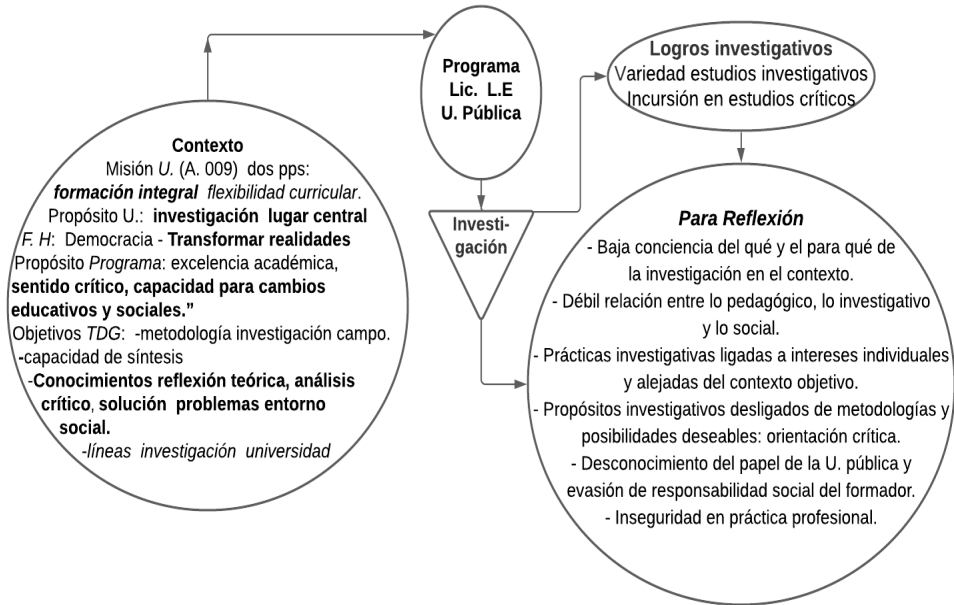 Contexto
Misión U. (A. 009) dos pps:
formación integral flexibilidad curricular.
Propósito U.: investigación lugar central
F. H: Democracia - Transformar realidades
Propósito Programa: excelencia académica,
sentido crítico, capacidad para cambios
educativos y sociales.”
Objetivos TDG: -metodología investigación campo.
-capacidad de síntesis
-Conocimientos reflexión teórica, análisis
crítico, solución problemas entorno
social.
-líneas investigación universidad
Programa
Lic. L.E
U. Pública
Investi-
gación
Logros investigativos
Variedad estudios investigativos
Incursión en estudios críticos
Para Reflexión
- Baja conciencia del qué y el para qué de
la investigación en el contexto.
- Débil relación entre lo pedagógico, lo investigativo
y lo social.
- Prácticas investigativas ligadas a intereses individuales
y alejadas del contexto objetivo.
- Propósitos investigativos desligados de metodologías y
posibilidades deseables: orientación crítica.
- Desconocimiento del papel de la U. pública y
evasión de responsabilidad social del formador.
- Inseguridad en práctica profesional.